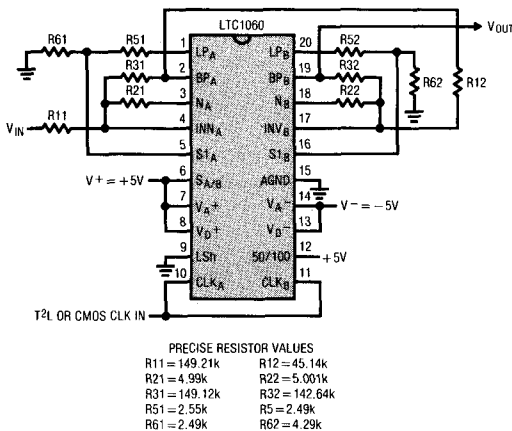 LTC1060
R61
R51
1 LPA
LPB 20
R52
VOUT
R31
2 BPA
BPB 19
R32
R62
R12
R21
3 NA
NB 18
R22
VIN
R11
4 INNA
INVB 17
5 S1A
S1B 16
V+ = +5V
6 SA/B
AGND 15
7 VA+
VA− 14
V− = −5V
8 VD+
VD− 13
9 LSh
50/100 12
+5V
10 CLKA
CLKB 11
T²L OR CMOS CLK IN
PRECISE RESISTOR VALUES
R11=149.21k R12=45.14k
R21=4.99k R22=5.001k
R31=149.12k R32=142.64k
R51=2.55k R5=2.49k
R61=2.49k R62=4.29k